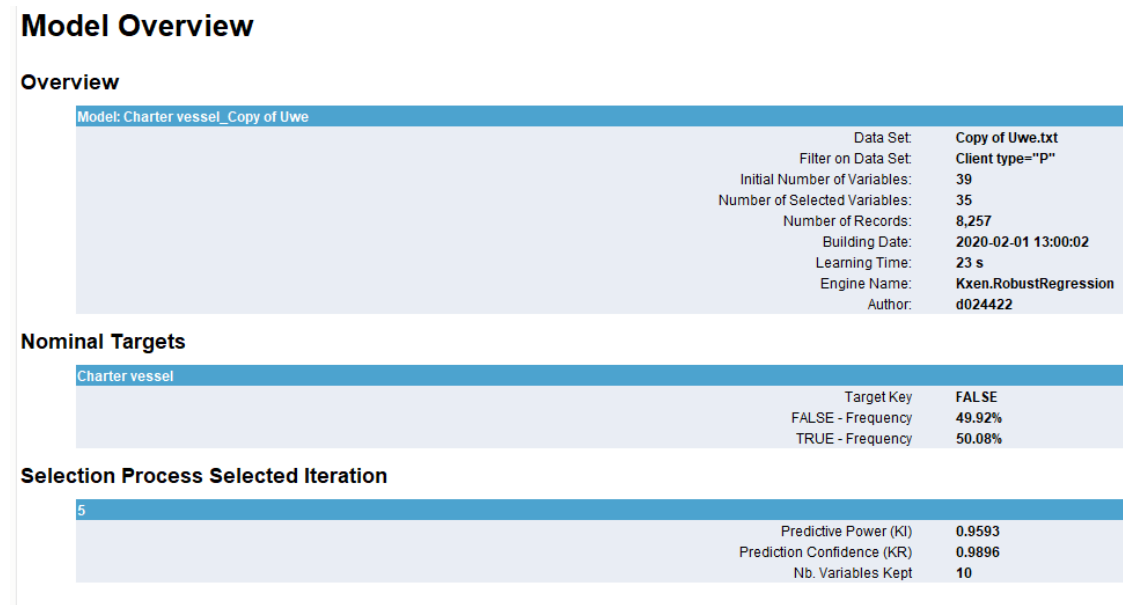 Model Overview
Overview
Model: Charter vessel_Copy of Uwe
Data Set: Copy of Uwe.txt
Filter on Data Set: Client type="P"
Initial Number of Variables: 39
Number of Selected Variables: 35
Number of Records: 8,257
Building Date: 2020-02-01 13:00:02
Learning Time: 23 s
Engine Name: Kxen.RobustRegression
Author: d024422
Nominal Targets
Charter vessel
Target Key FALSE
FALSE - Frequency 49.92%
TRUE - Frequency 50.08%
Selection Process Selected Iteration
5
Predictive Power (KI) 0.9593
Prediction Confidence (KR) 0.9896
Nb. Variables Kept 10